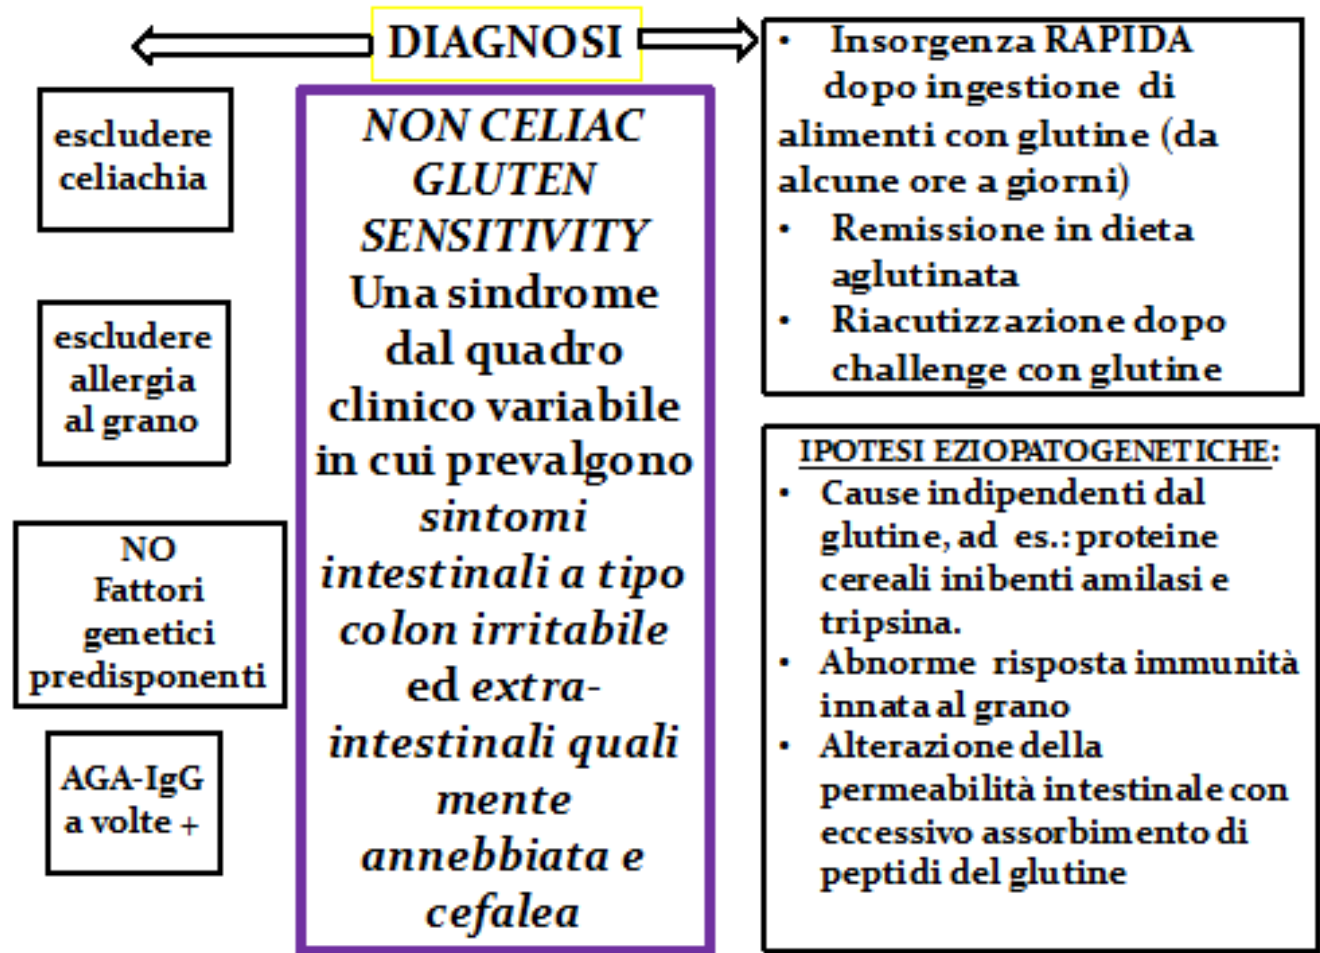 DIAGNOSI
escludere
celiachia
escludere
allergia
al grano
NO
Fattori
genetici
predisponenti
AGA-IgG
a volte +
NON CELIAC
GLUTEN
SENSITIVITY
Una sindrome
dal quadro
clinico variabile
in cui prevalgono
sintomi
intestinali a tipo
colon irritabile
ed extra-
intestinali quali
mente
annebbiata e
cefalea
• Insorgenza RAPIDA
dopo ingestione di
alimenti con glutine (da
alcune ore a giorni)
• Remissione in dieta
aglutinata
• Riacutizzazione dopo
challenge con glutine
IPOTESI EZIOPATOGENETICHE:
• Cause indipendenti dal
glutine, ad es.: proteine
cereali inibenti amilasi e
tripsina.
• Abnorme risposta immunità
innata al grano
• Alterazione della
permeabilità intestinale con
eccessivo assorbimento di
peptidi del glutine